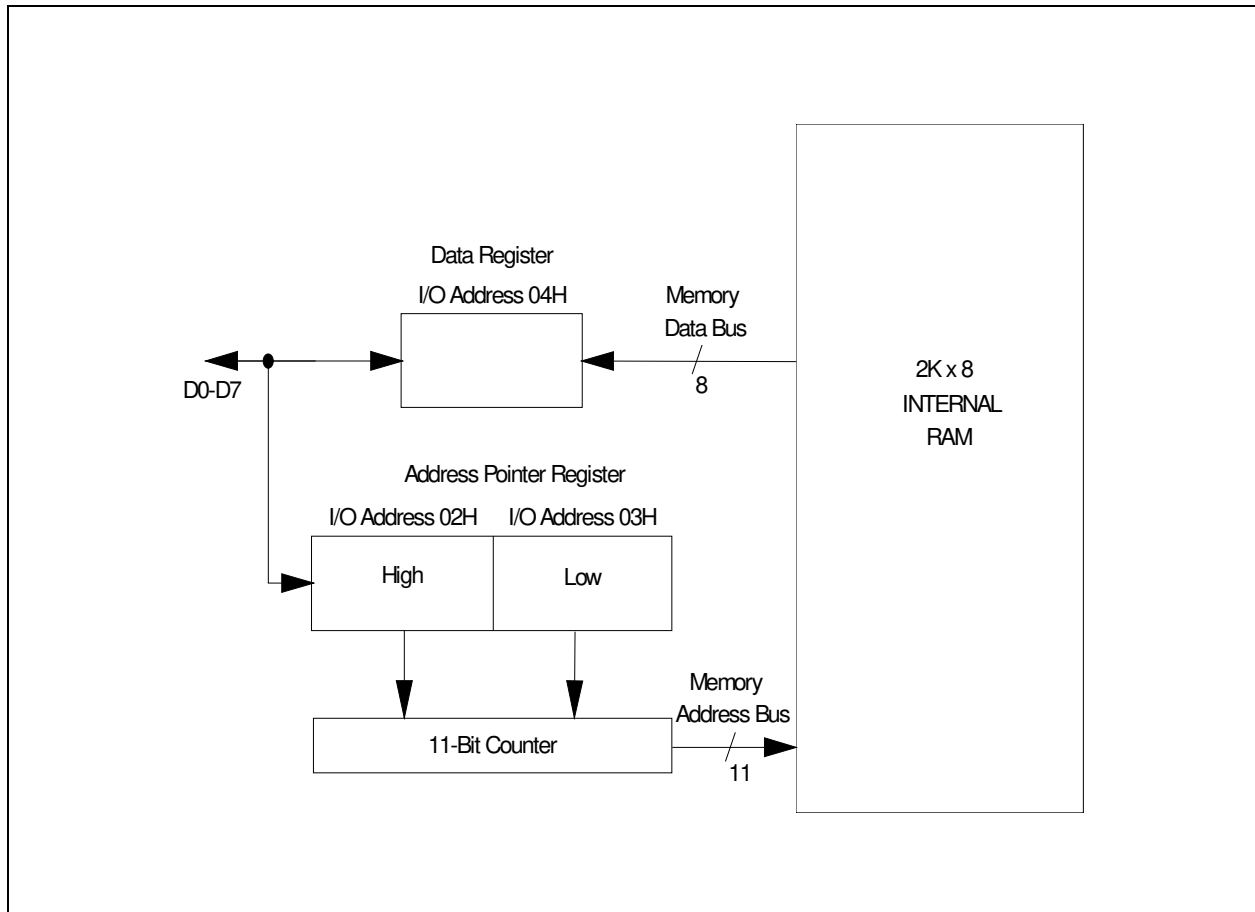 Data Register
I/O Address 04H
Memory
Data Bus
8
D0-D7
2K x 8
INTERNAL
RAM
Address Pointer Register
I/O Address 02H
I/O Address 03H
High
Low
Memory
Address Bus
11
11-Bit Counter